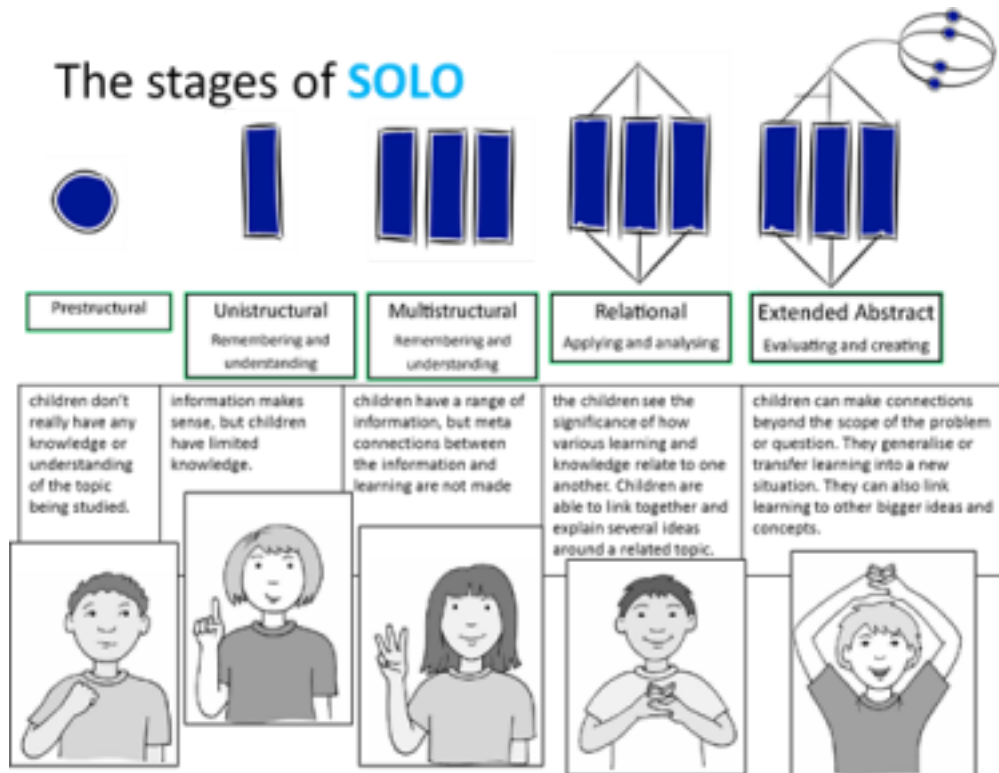 The stages of SOLO
Prestructural
Unistructural
Remembering and
understanding
Multistructural
Remembering and
understanding
Relational
Applying and analysing
Extended Abstract
Evaluating and creating
children don't
really have any
knowledge or
understanding
of the topic
being studied.
information makes
sense, but children
have limited
knowledge.
children have a range of
information, but meta
connections between
the information and
learning are not made
the children see the
significance of how
various learning and
knowledge relate to one
another. Children are
able to link together and
explain several ideas
around a related topic.
children can make connections
beyond the scope of the problem
or question. They generalise or
transfer learning into a new
situation. They can also link
learning to other bigger ideas and
concepts.